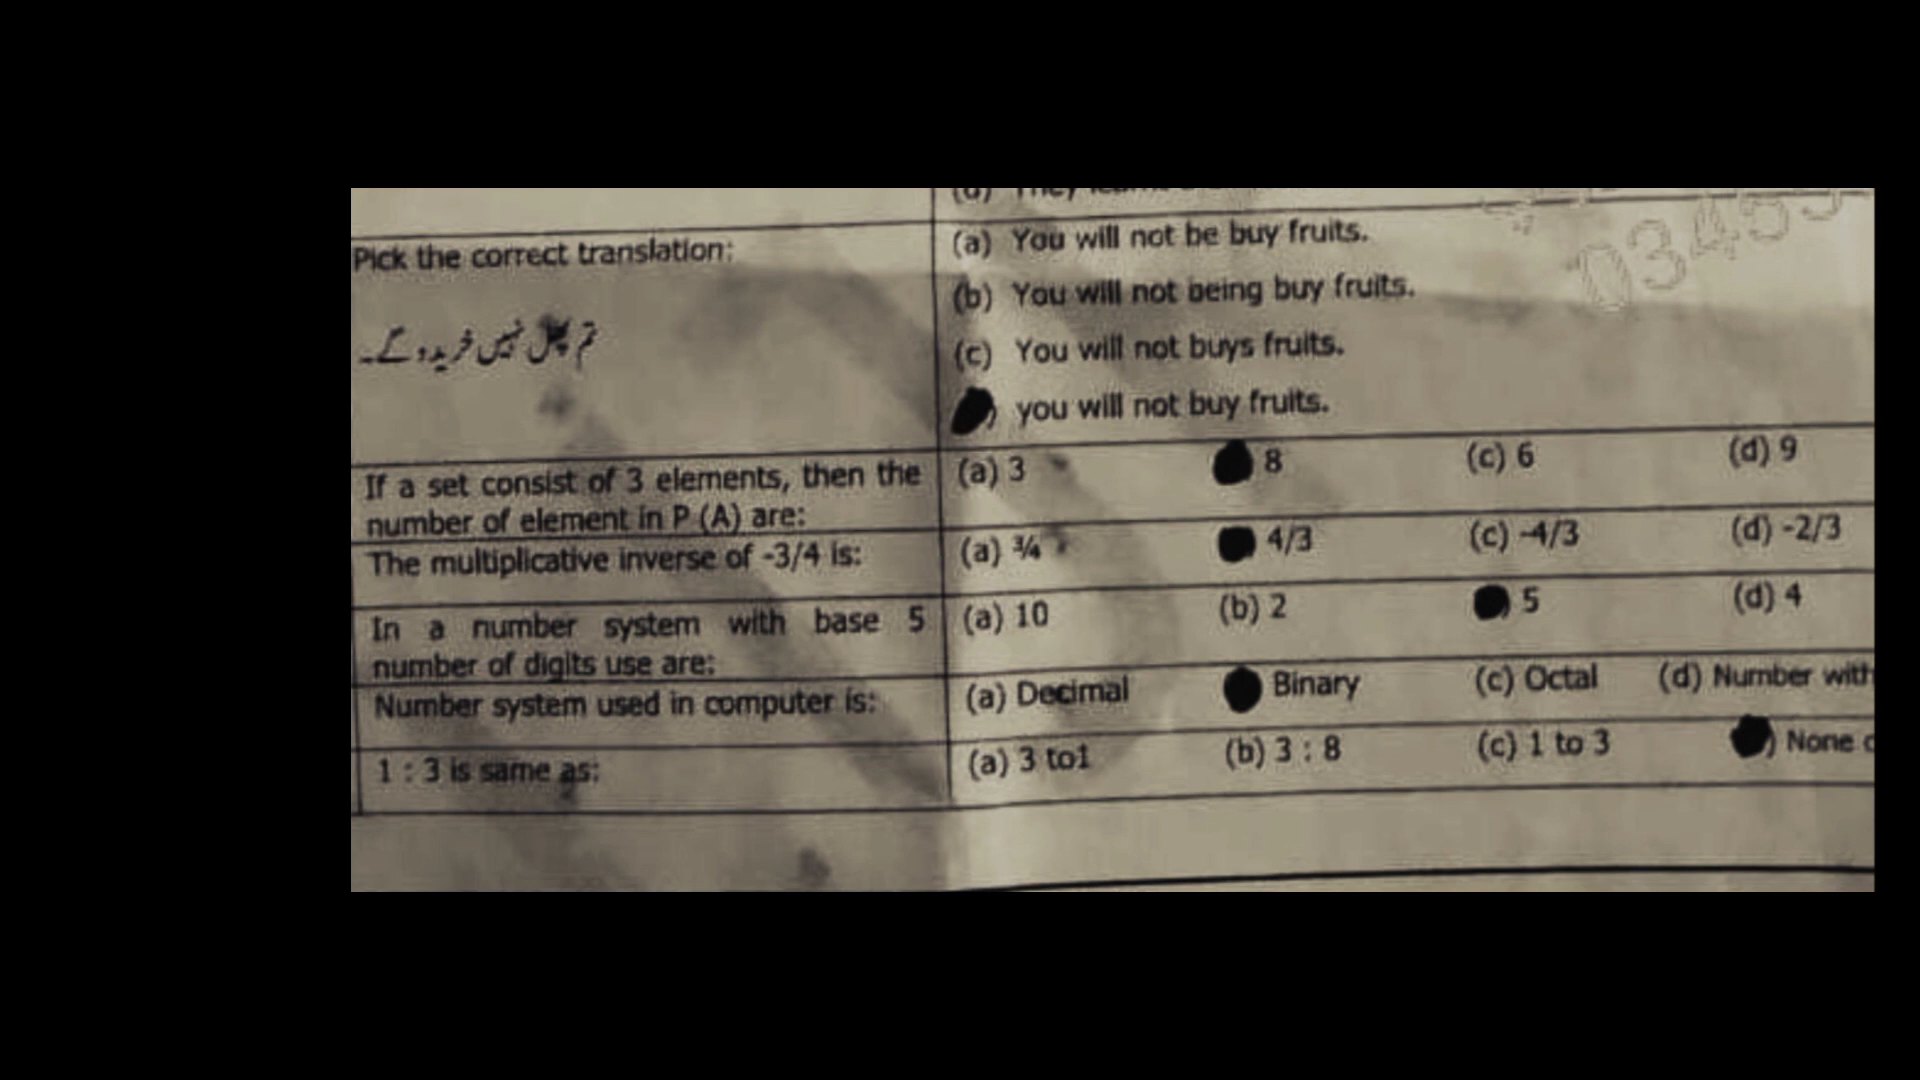 (d) They
Pick the correct translation:
تم پھل نہیں خریدو گے۔
(a) You will not be buy fruits.
(b) You will not being buy fruits.
(c) You will not buys fruits.
) you will not buy fruits.
If a set consist of 3 elements, then the
number of element in P (A) are:
(a) 3 8 (c) 6 (d) 9
The multiplicative inverse of -3/4 is:
(a) ¾ 4/3 (c) -4/3 (d) -2/3
In a number system with base 5
number of digits use are:
(a) 10 (b) 2 ) 5 (d) 4
Number system used in computer is:
(a) Decimal Binary (c) Octal (d) Number with
1 : 3 is same as:
(a) 3 to1 (b) 3 : 8 (c) 1 to 3 ) None